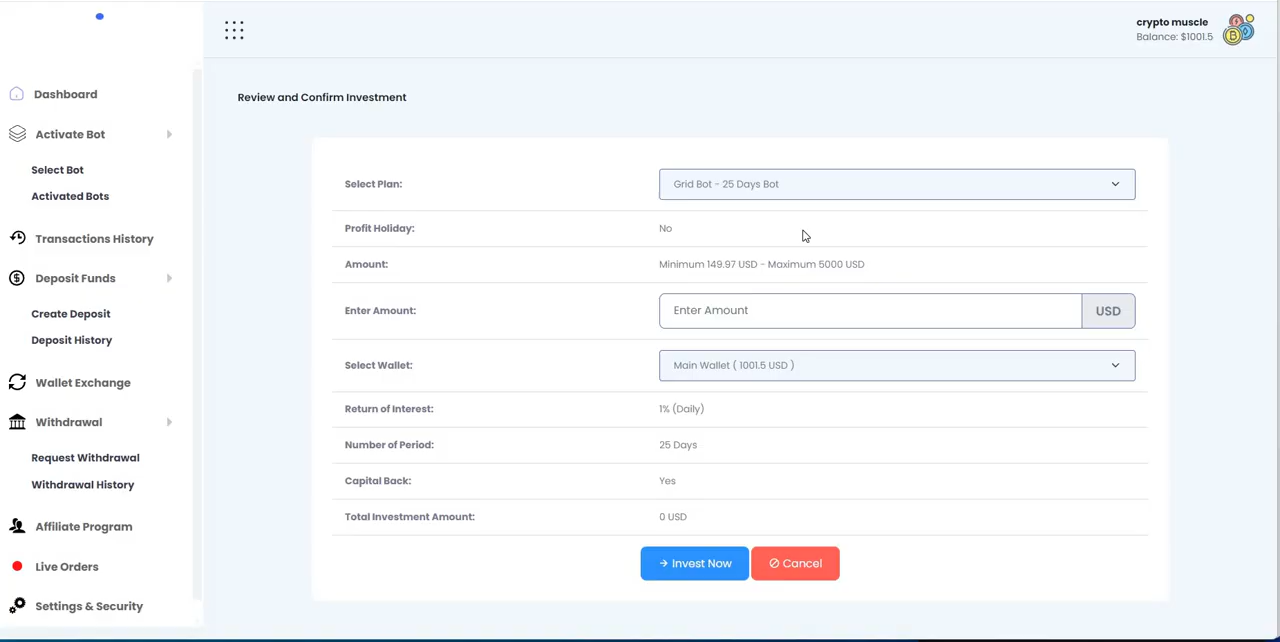 crypto muscle
Balance: $1001.5
Dashboard
Activate Bot
Select Bot
Activated Bots
Transactions History
Deposit Funds
Create Deposit
Deposit History
Wallet Exchange
Withdrawal
Request Withdrawal
Withdrawal History
Affiliate Program
Live Orders
Settings & Security
Review and Confirm Investment
Select Plan: Grid Bot - 25 Days Bot
Profit Holiday: No
Amount: Minimum 149.97 USD - Maximum 5000 USD
Enter Amount: Enter Amount USD
Select Wallet: Main Wallet ( 1001.5 USD )
Return of Interest: 1% (Daily)
Number of Period: 25 Days
Capital Back: Yes
Total Investment Amount: 0 USD
Invest Now Cancel